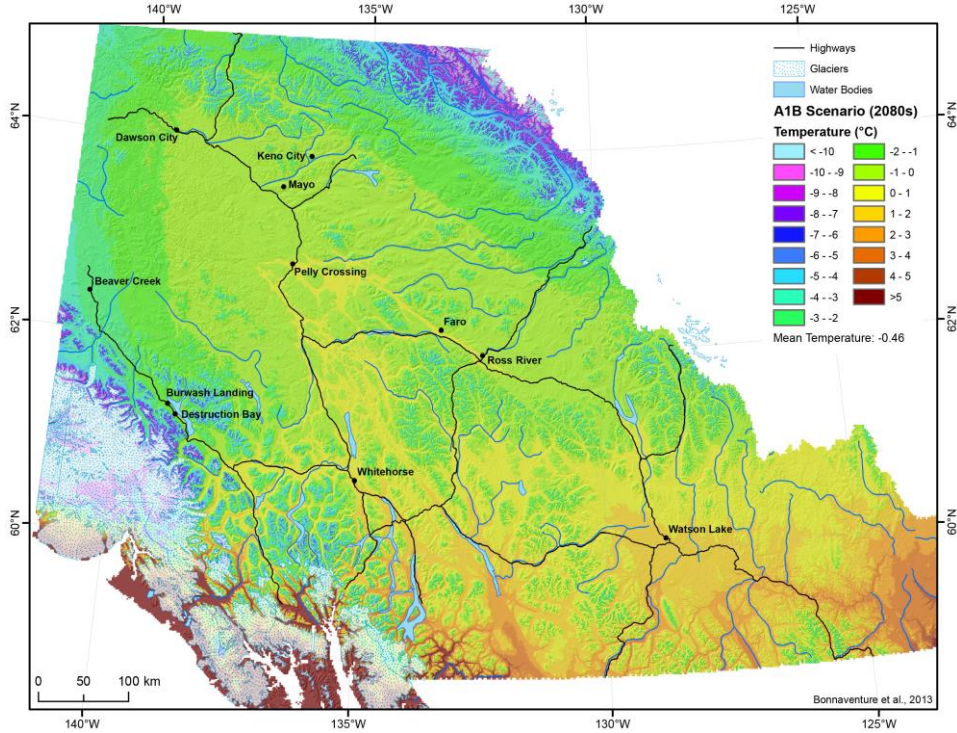 140°W
135°W
130°W
125°W
64°N
64°N
62°N
62°N
60°N
60°N
Highways
Glaciers
Water Bodies
A1B Scenario (2080s)
Temperature (°C)
< -10
-10 - -9
-9 - -8
-8 - -7
-7 - -6
-6 - -5
-5 - -4
-4 - -3
-3 - -2
-2 - -1
-1 - 0
0 - 1
1 - 2
2 - 3
3 - 4
4 - 5
>5
Mean Temperature: -0.46
Dawson City
Keno City
Mayo
Pelly Crossing
Beaver Creek
Faro
Ross River
Burwash Landing
Destruction Bay
Whitehorse
Watson Lake
0 50 100 km
Bonnaventure et al., 2013
140°W
135°W
130°W
125°W